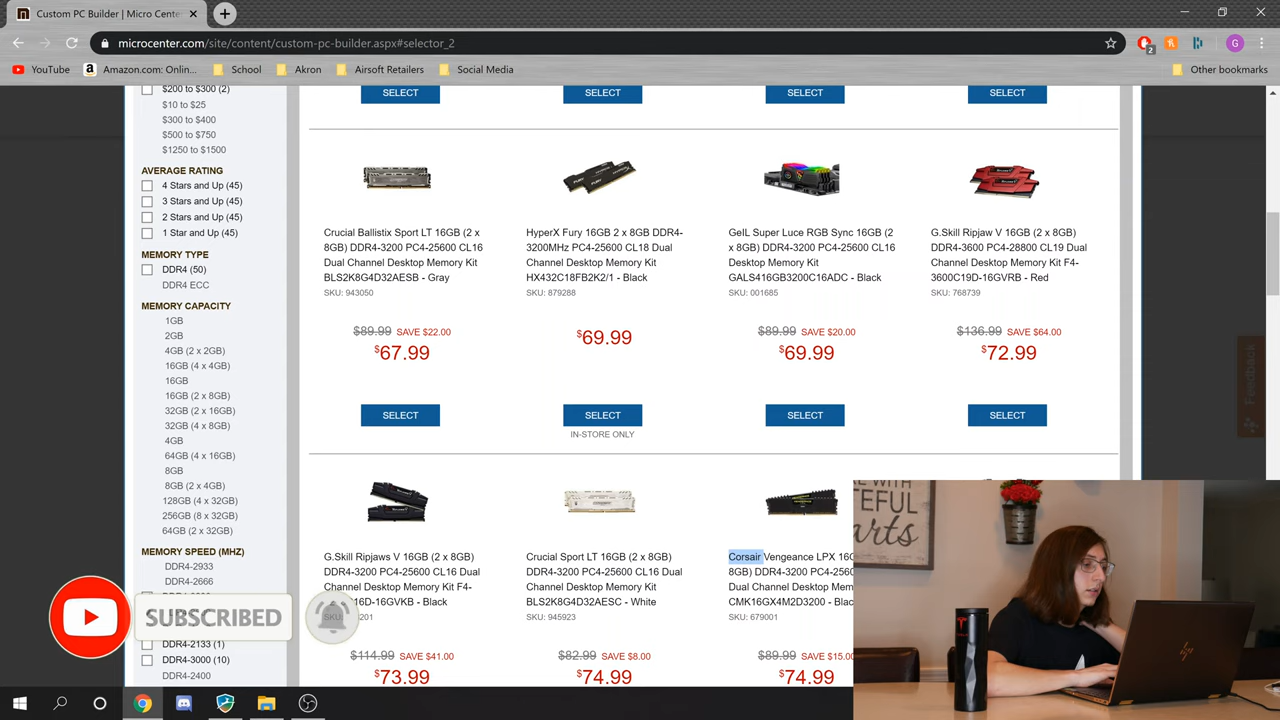 Custom PC Builder | Micro Cente
microcenter.com/site/content/custom-pc-builder.aspx#selector_2
2
G
YouTube
Amazon.com: Onlin...
School
Akron
Airsoft Retailers
Social Media
Other bookmarks
$200 to $300 (2)
$10 to $25
$300 to $400
$500 to $750
$1250 to $1500
AVERAGE RATING
4 Stars and Up (45)
3 Stars and Up (45)
2 Stars and Up (45)
1 Star and Up (45)
MEMORY TYPE
DDR4 (50)
DDR4 ECC
MEMORY CAPACITY
1GB
2GB
4GB (2 x 2GB)
16GB (4 x 4GB)
16GB
16GB (2 x 8GB)
32GB (2 x 16GB)
32GB (4 x 8GB)
4GB
64GB (4 x 16GB)
8GB
8GB (2 x 4GB)
128GB (4 x 32GB)
256GB (8 x 32GB)
64GB (2 x 32GB)
MEMORY SPEED (MHZ)
DDR4-2933
DDR4-2666
DDR4-2133 (1)
DDR4-3000 (10)
DDR4-2400
SELECT
SELECT
SELECT
SELECT
Crucial Ballistix Sport LT 16GB (2 x
8GB) DDR4-3200 PC4-25600 CL16
Dual Channel Desktop Memory Kit
BLS2K8G4D32AESB - Gray
SKU: 943050
$89.99 SAVE $22.00
$67.99
SELECT
HyperX Fury 16GB 2 x 8GB DDR4-
3200MHz PC4-25600 CL18 Dual
Channel Desktop Memory Kit
HX432C18FB2K2/1 - Black
SKU: 879288
$69.99
SELECT
IN-STORE ONLY
GeIL Super Luce RGB Sync 16GB (2
x 8GB) DDR4-3200 PC4-25600 CL16
Desktop Memory Kit
GALS416GB3200C16ADC - Black
SKU: 001685
$89.99 SAVE $20.00
$69.99
SELECT
G.Skill Ripjaw V 16GB (2 x 8GB)
DDR4-3600 PC4-28800 CL19 Dual
Channel Desktop Memory Kit F4-
3600C19D-16GVRB - Red
SKU: 768739
$136.99 SAVE $64.00
$72.99
SELECT
G.Skill Ripjaws V 16GB (2 x 8GB)
DDR4-3200 PC4-25600 CL16 Dual
Channel Desktop Memory Kit F4-
16D-16GVKB - Black
SKU: 201
$114.99 SAVE $41.00
$73.99
Crucial Sport LT 16GB (2 x 8GB)
DDR4-3200 PC4-25600 CL16 Dual
Channel Desktop Memory Kit
BLS2K8G4D32AESC - White
SKU: 945923
$82.99 SAVE $8.00
$74.99
Corsair Vengeance LPX 16G
8GB) DDR4-3200 PC4-2560
Dual Channel Desktop Memo
CMK16GX4M2D3200 - Blac
SKU: 679001
$89.99 SAVE $15.00
$74.99
Feedback
SUBSCRIBED